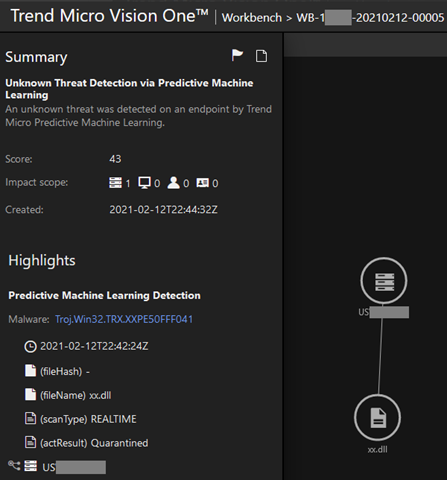 Trend Micro Vision One™ | Workbench > WB-1 -20210212-00005
Summary
Unknown Threat Detection via Predictive Machine
Learning
An unknown threat was detected on an endpoint by Trend
Micro Predictive Machine Learning.
Score: 43
Impact scope: 1 0 0 0
Created: 2021-02-12T22:44:32Z
Highlights
Predictive Machine Learning Detection
Malware: Troj.Win32.TRX.XXPE50FFF041
2021-02-12T22:42:24Z
(fileHash) -
(fileName) xx.dll
(scanType) REALTIME
(actResult) Quarantined
US
US
xx.dll